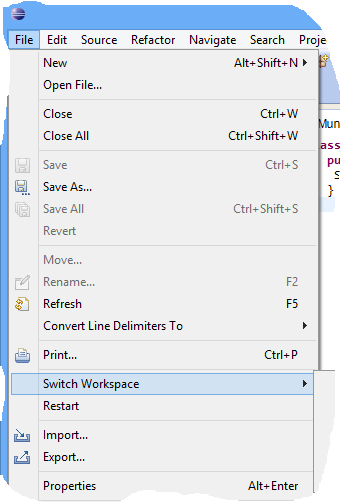 File Edit Source Refactor Navigate Search Proje
New Alt+Shift+N
Open File...
Close Ctrl+W
Close All Ctrl+Shift+W
Save Ctrl+S
Save As...
Save All Ctrl+Shift+S
Revert
Move...
Rename... F2
Refresh F5
Convert Line Delimiters To
Print... Ctrl+P
Switch Workspace
Restart
Import...
Export...
Properties Alt+Enter
Mun
ass
pu
S
}